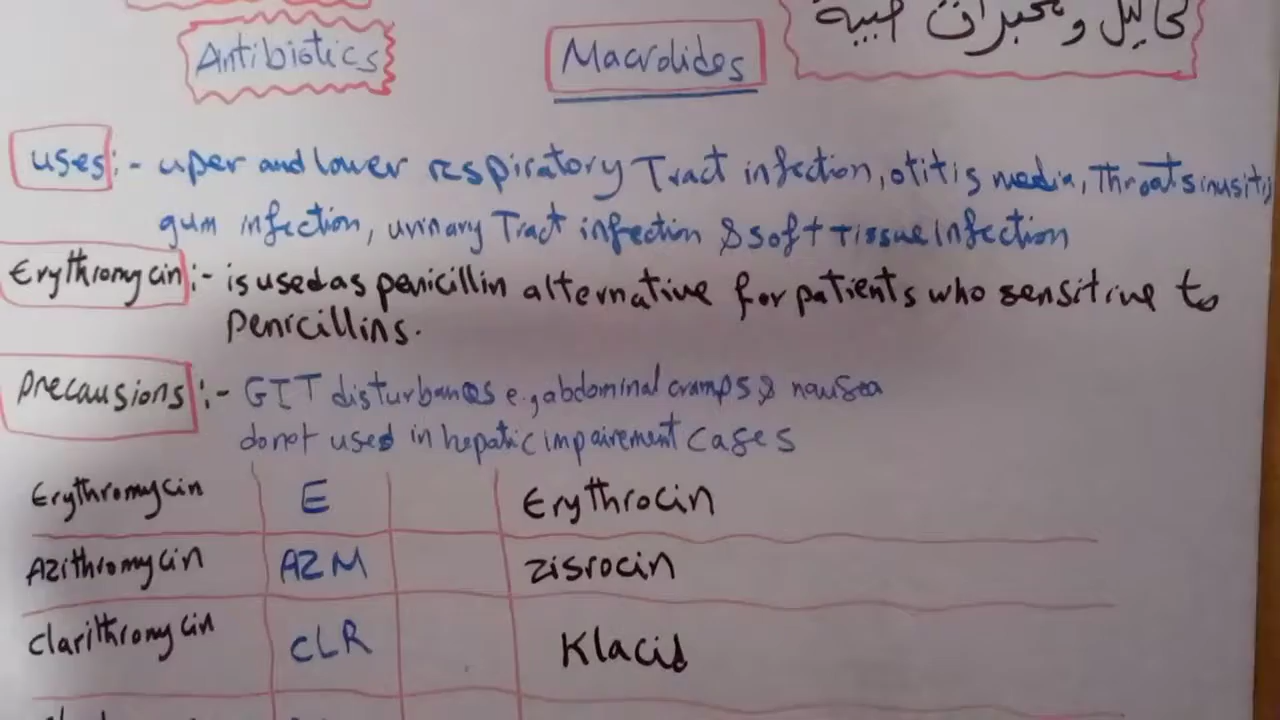 تحاليل ومختبرات طبية
Antibiotics
Macrolides
uses:- uper and lower respiratory Tract infection, otitis media, Throat sinusitis
gum infection, urinary Tract infection & soft Tissue Infection
Erythromycin:- is used as penicillin alternative for patients who sensitive to
penicillins.
precausions:- GIT disturbances e.g abdominal cramps & nausea
do not used in hepatic impairement cases
Erythromycin E Erythrocin
Azithromycin AZM zisrocin
clarithromycin CLR Klacid